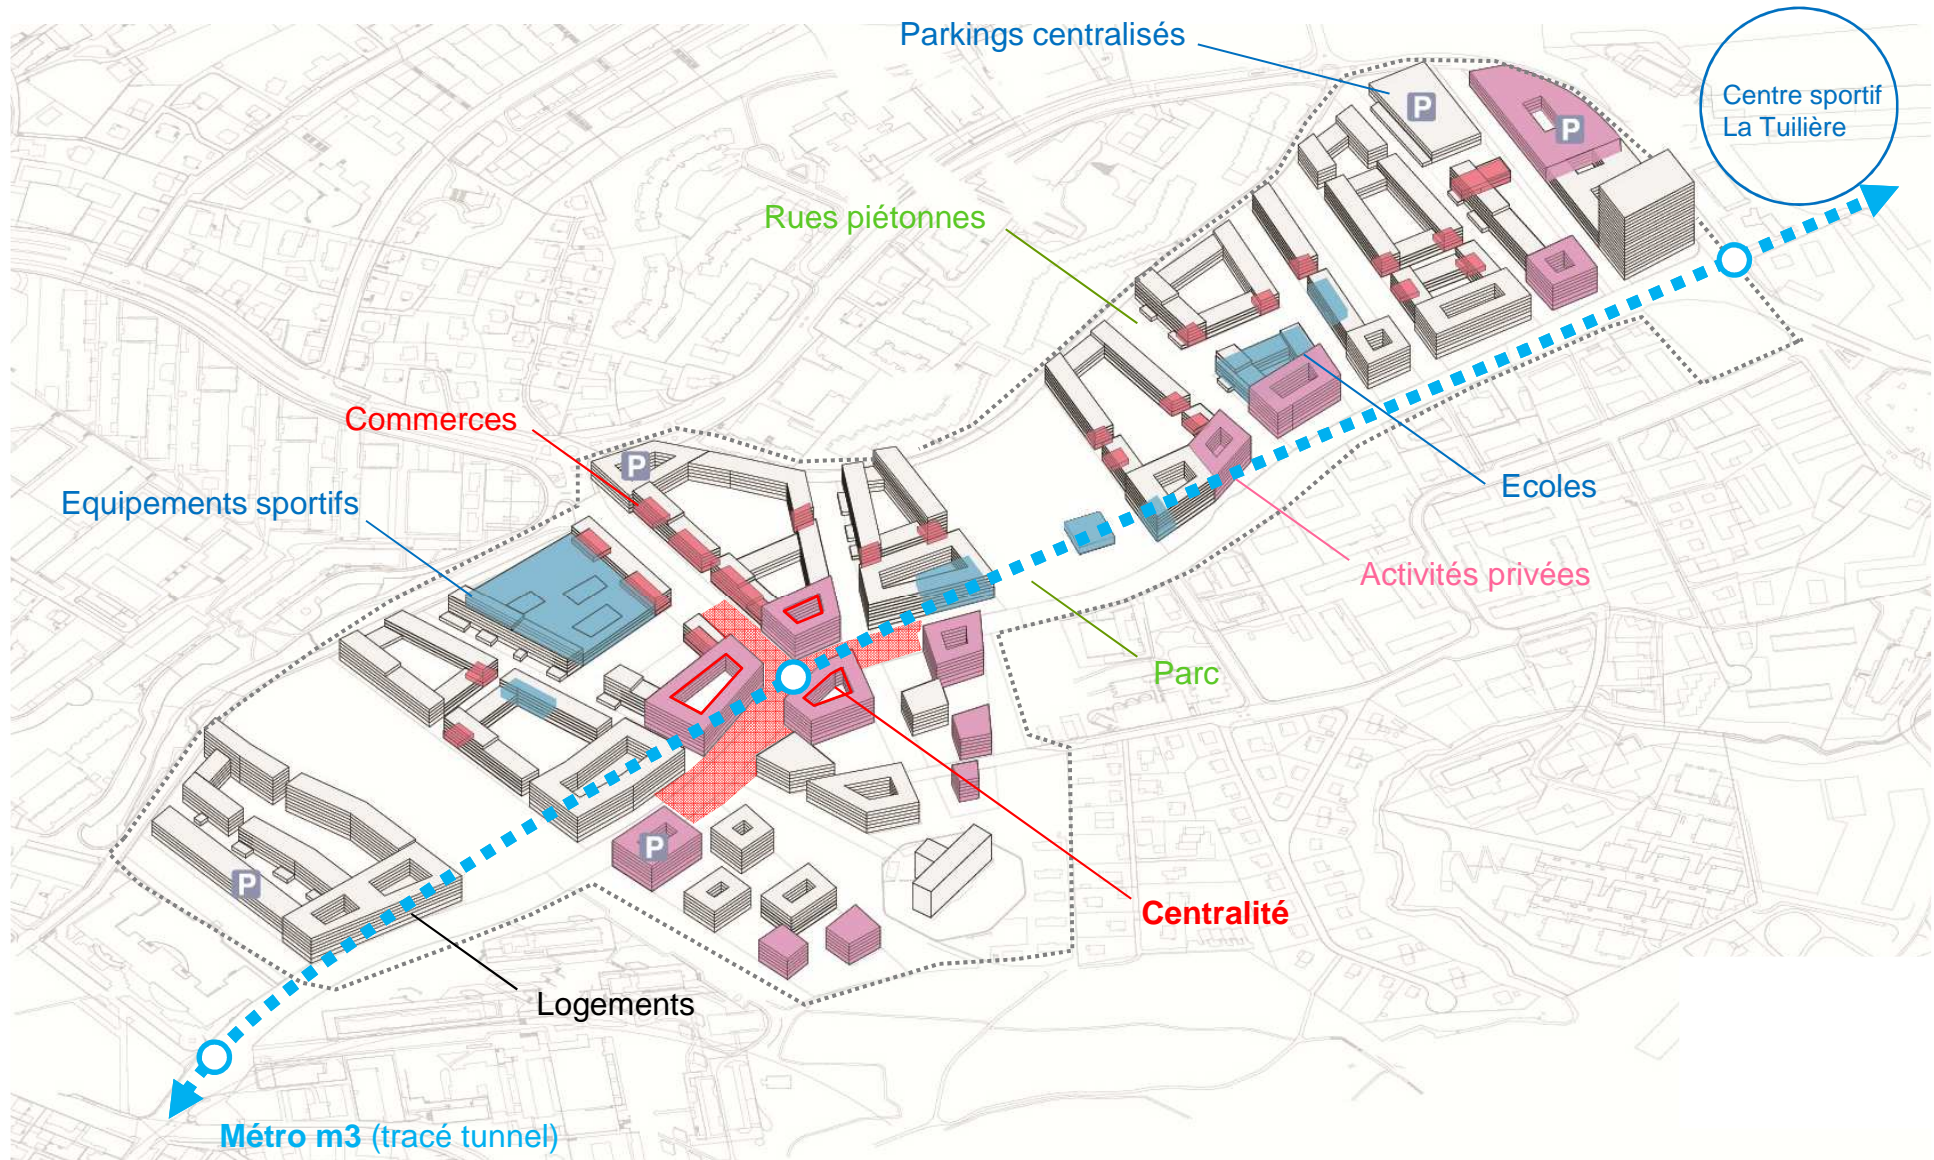 Parkings centralisés
P
P
Centre sportif
La Tuilière
Rues piétonnes
Commerces
P
Equipements sportifs
Ecoles
Activités privées
Parc
P
P
Centralité
Logements
Métro m3 (tracé tunnel)